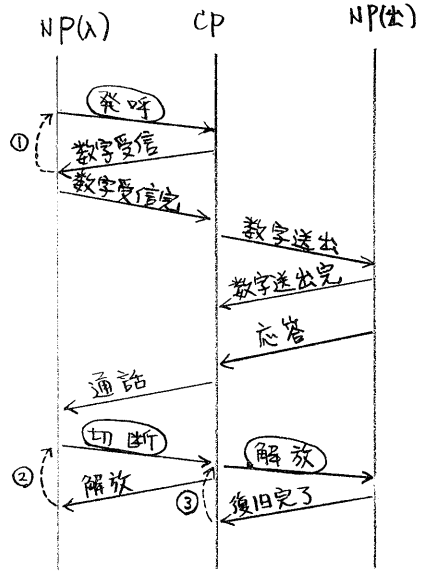 NP(入) CP NP(出)
発呼
①
数字受信
数字受信完
数字送出
数字送出完
応答
通話
切断
解放
②
解放
③
復旧完了